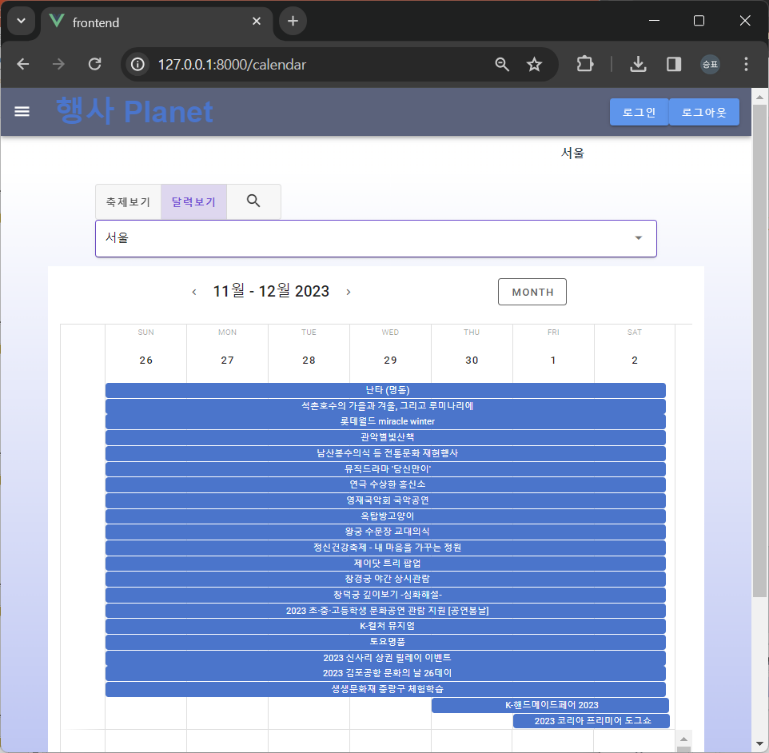 frontend
127.0.0.1:8000/calendar
승표
행사 Planet
로그인 로그아웃
서울
축제보기 달력보기
서울
11월 - 12월 2023
MONTH
SUN MON TUE WED THU FRI SAT
26 27 28 29 30 1 2
난타 (명동)
석촌호수의 가을과 겨울, 그리고 루미나리에
롯데월드 miracle winter
관악별빛산책
남산봉수의식 등 전통문화 재현행사
뮤직드라마 '당신만이'
연극 수상한 흥신소
영재국악회 국악공연
옥탑방고양이
왕궁 수문장 교대의식
정신건강축제 - 내 마음을 가꾸는 정원
제이닷 트리 팝업
창경궁 야간 상시관람
창덕궁 깊이보기 -심화해설-
2023 초·중·고등학생 문화공연 관람 지원 [공연봄날]
K-컬처 뮤지엄
토요명품
2023 신사리 상권 릴레이 이벤트
2023 김포공항 문화의 날 26데이
생생문화재 중랑구 체험학습
K-핸드메이드페어 2023
2023 코리아 프리미어 도그쇼